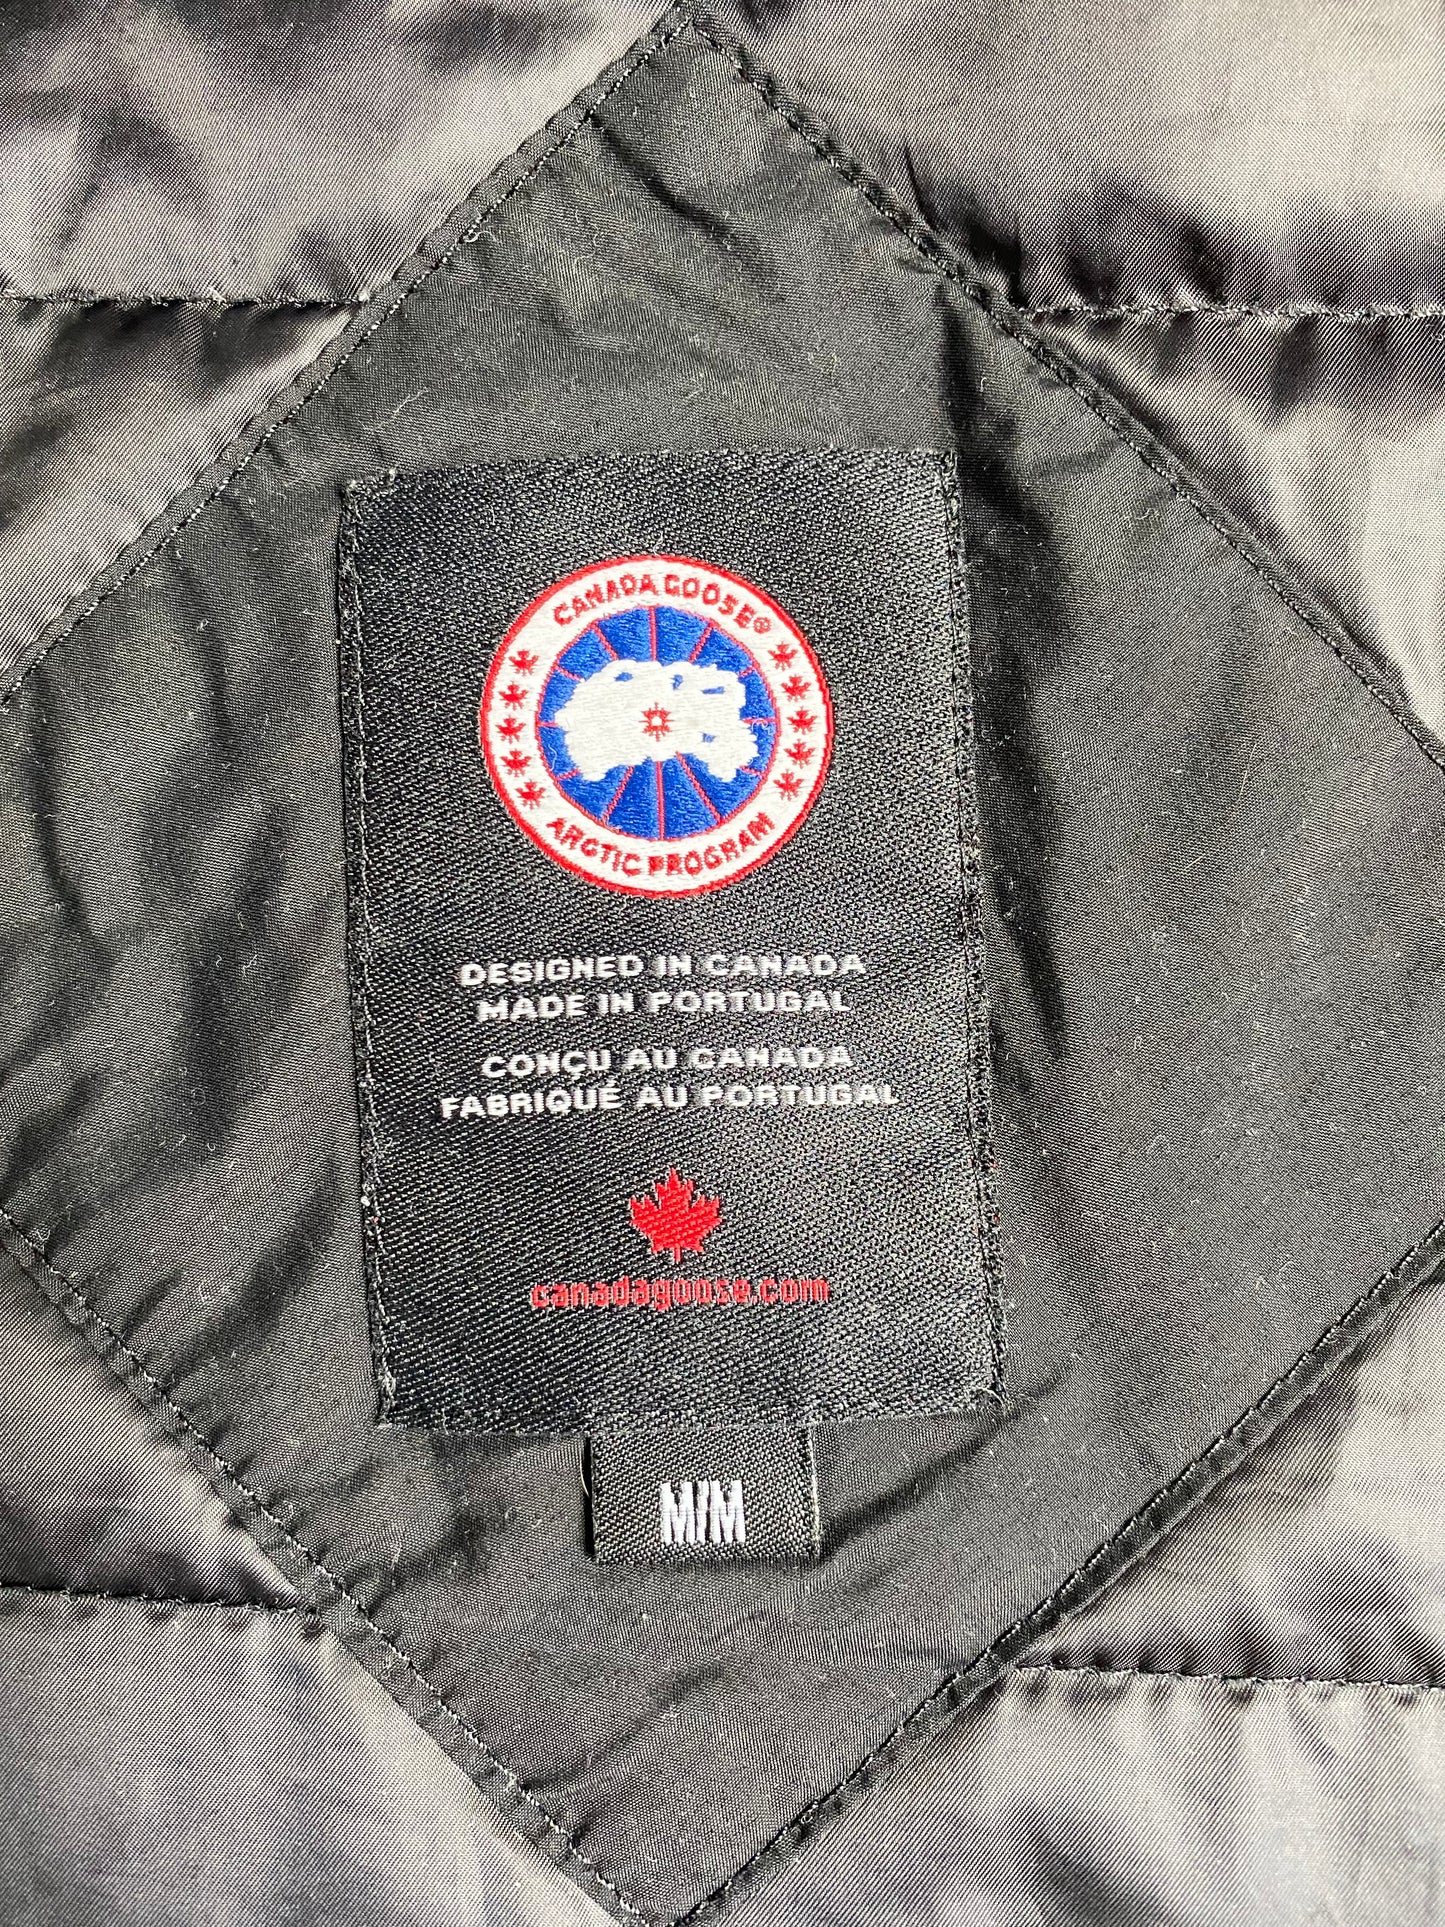 CANADA GOOSE®
ARCTIC PROGRAM
DESIGNED IN CANADA
MADE IN PORTUGAL
CONÇU AU CANADA
FABRIQUÉ AU PORTUGAL
canadagoose.com
M/M